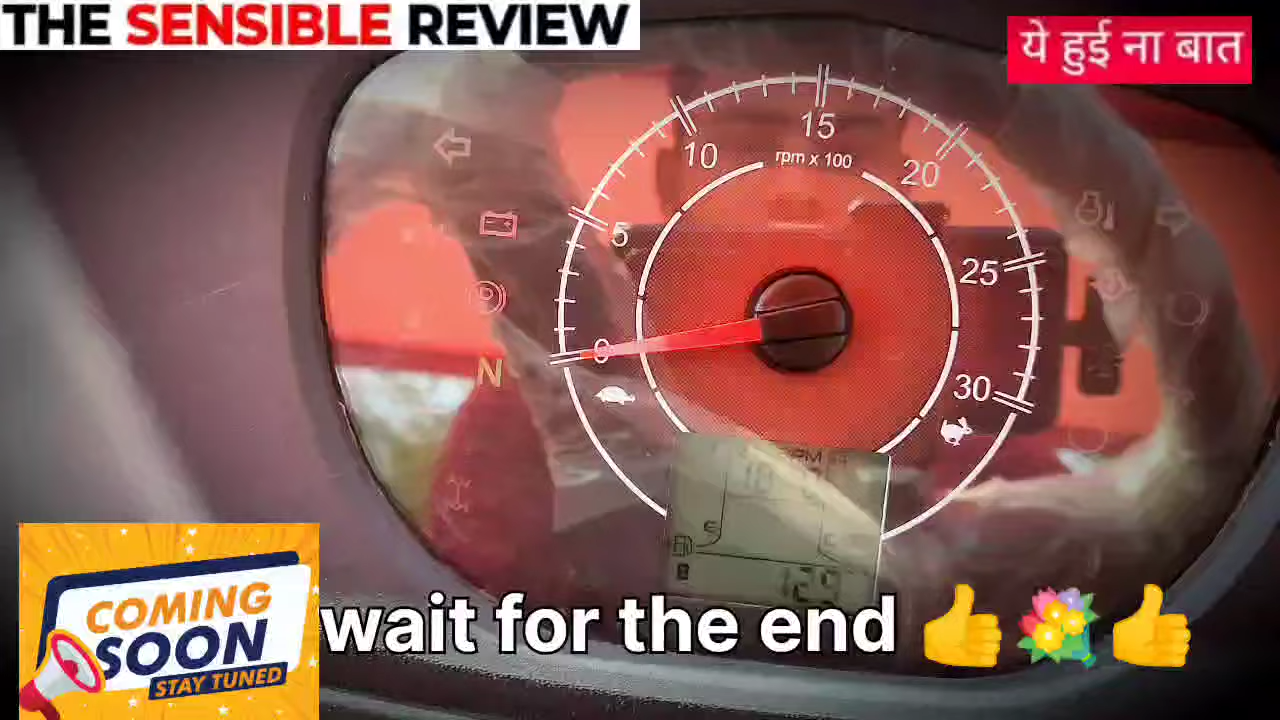 THE SENSIBLE REVIEW
ये हुई ना बात
15
rpm x 100
10
20
5
25
0
N
30
COMING
SOON
STAY TUNED
wait for the end 👍💐👍